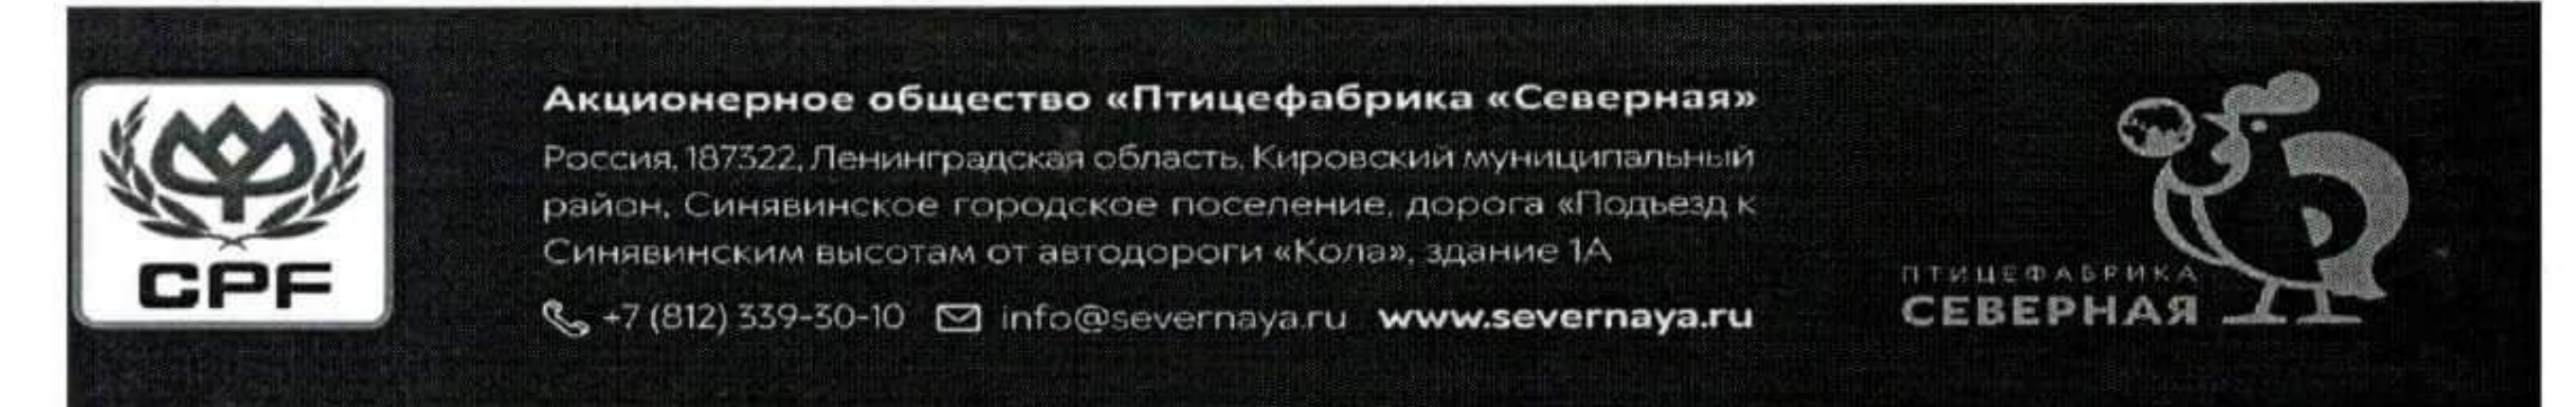 CPF
Акционерное общество «Птицефабрика «Северная»
Россия, 187322, Ленинградская область, Кировский муниципальный
район, Синявинское городское поселение, дорога «Подъезд к
Синявинским высотам от автодороги «Кола», здание 1А
+7 (812) 339-30-10 info@severnaya.ru www.severnaya.ru
ПТИЦЕФАБРИКА
СЕВЕРНАЯ